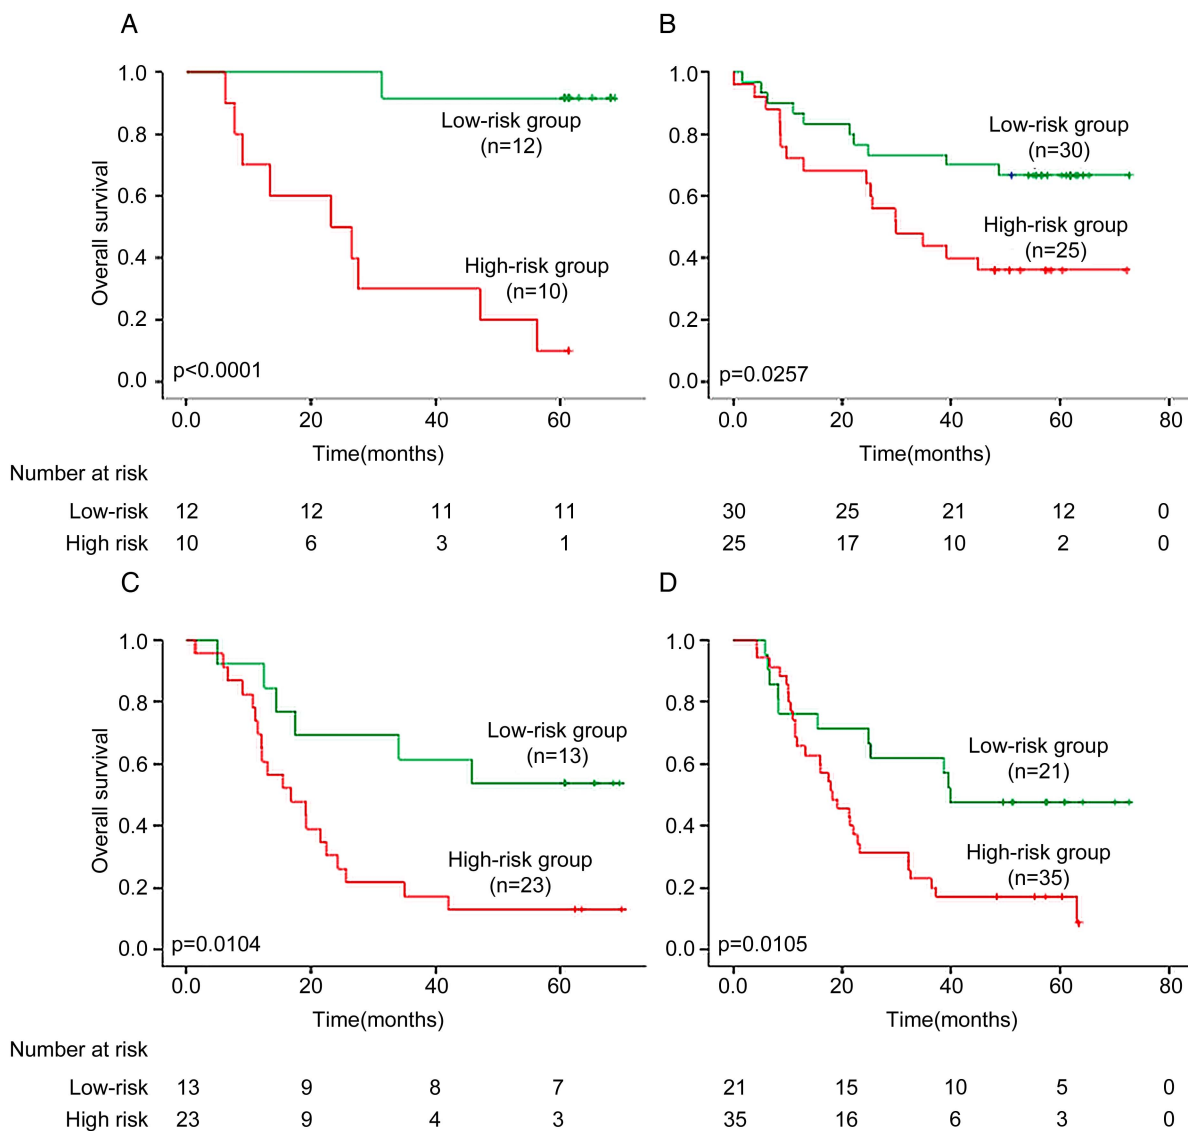 A
1.0
0.8
0.6
0.4
0.2
0.0
Overall survival
Low-risk group
(n=12)
High-risk group
(n=10)
p<0.0001
0.0 20 40 60
Time(months)
B
1.0
0.8
0.6
0.4
0.2
0.0
Low-risk group
(n=30)
High-risk group
(n=25)
p=0.0257
0.0 20 40 60 80
Time(months)
Number at risk
Low-risk 12 12 11 11 30 25 21 12 0
High risk 10 6 3 1 25 17 10 2 0
C
1.0
0.8
0.6
0.4
0.2
0.0
Overall survival
Low-risk group
(n=13)
High-risk group
(n=23)
p=0.0104
0.0 20 40 60
Time(months)
D
1.0
0.8
0.6
0.4
0.2
0.0
Low-risk group
(n=21)
High-risk group
(n=35)
p=0.0105
0.0 20 40 60 80
Time(months)
Number at risk
Low-risk 13 9 8 7 21 15 10 5 0
High risk 23 9 4 3 35 16 6 3 0